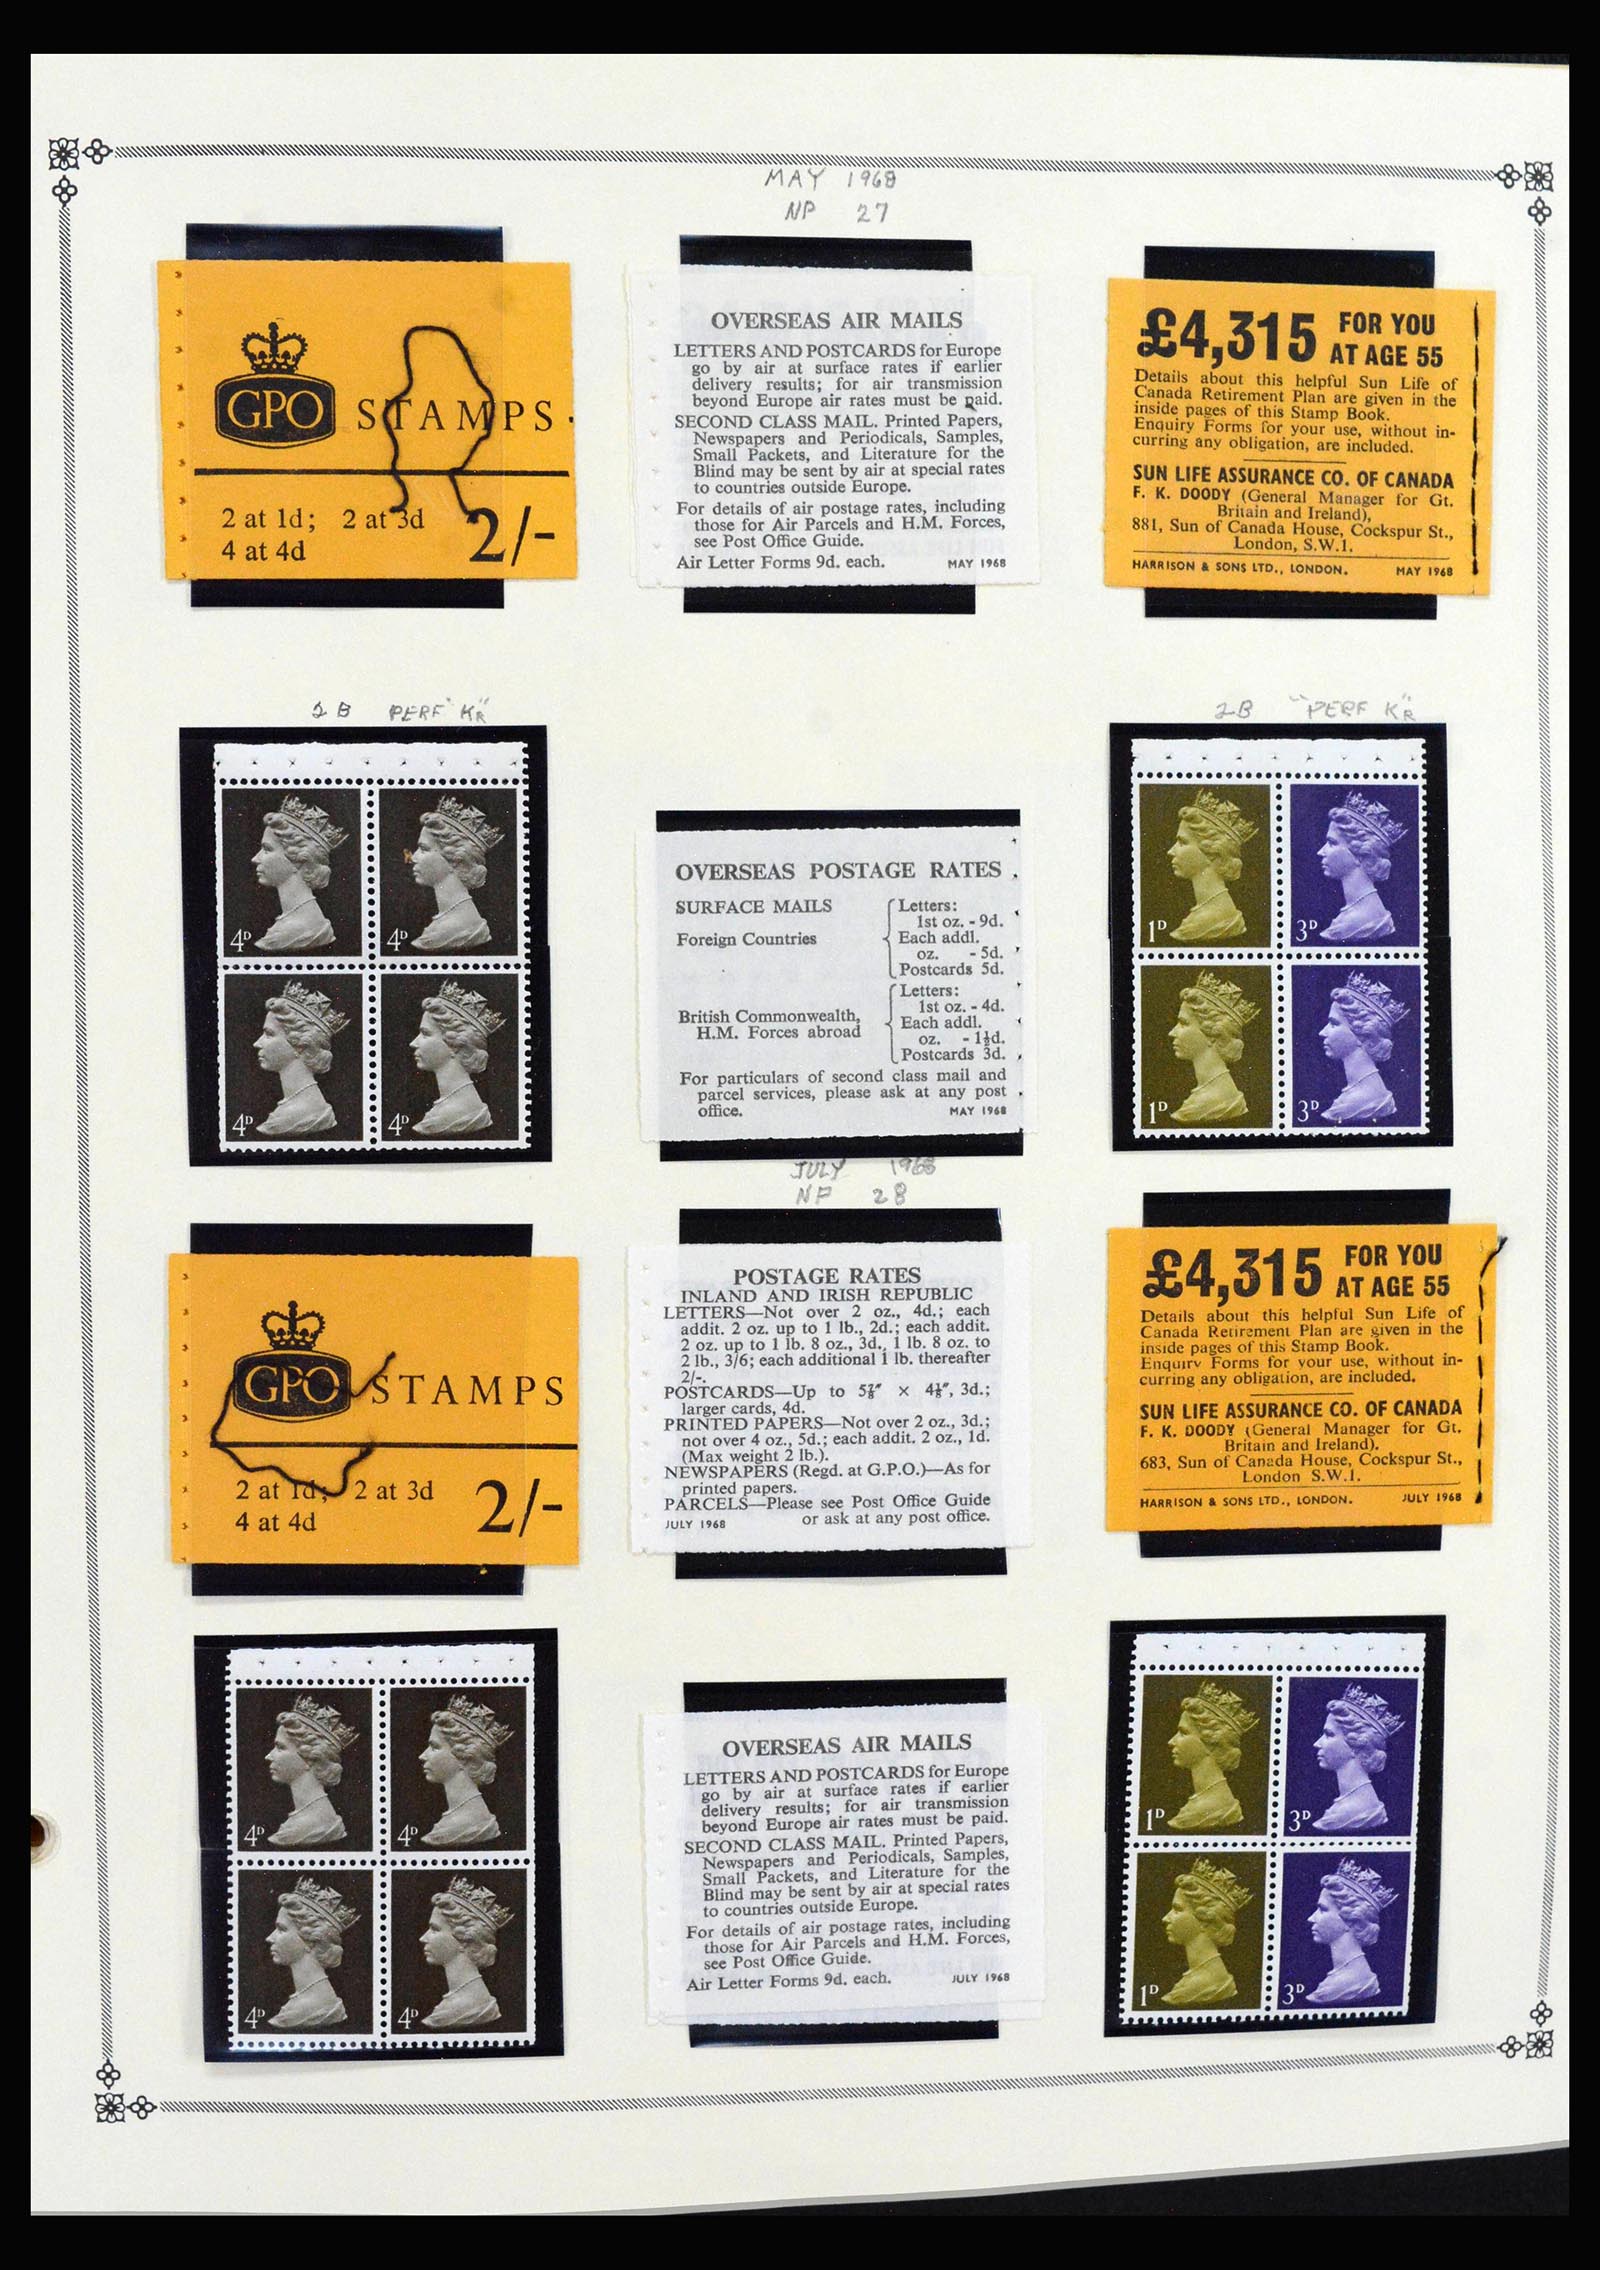 MAY 1968
NP 27
GPO STAMPS
2 at 1d; 2 at 3d
4 at 4d
2/-
OVERSEAS AIR MAILS
LETTERS AND POSTCARDS for Europe
go by air at surface rates if earlier
delivery results; for air transmission
beyond Europe air rates must be paid.
SECOND CLASS MAIL. Printed Papers,
Newspapers and Periodicals, Samples,
Small Packets, and Literature for the
Blind may be sent by air at special rates
to countries outside Europe.
For details of air postage rates, including
those for Air Parcels and H.M. Forces,
see Post Office Guide.
Air Letter Forms 9d. each. MAY 1968
£4,315 FOR YOU
AT AGE 55
Details about this helpful Sun Life of
Canada Retirement Plan are given in the
inside pages of this Stamp Book.
Enquiry Forms for your use, without in-
curring any obligation, are included.
SUN LIFE ASSURANCE CO. OF CANADA
F. K. DOODY (General Manager for Gt.
Britain and Ireland),
881, Sun of Canada House, Cockspur St.,
London, S.W.1.
HARRISON & SONS LTD., LONDON. MAY 1968
2B PERF "KR"
4D 4D
4D 4D
OVERSEAS POSTAGE RATES
SURFACE MAILS
Foreign Countries
Letters:
1st oz. - 9d.
Each addl.
oz. - 5d.
Postcards 5d.
British Commonwealth,
H.M. Forces abroad
Letters:
1st oz. - 4d.
Each addl.
oz. - 1½d.
Postcards 3d.
For particulars of second class mail and
parcel services, please ask at any post
office. MAY 1968
2B "PERF KR"
1D 3D
1D 3D
JULY 1968
NP 28
GPO STAMPS
2 at 1d; 2 at 3d
4 at 4d
2/-
POSTAGE RATES
INLAND AND IRISH REPUBLIC
LETTERS—Not over 2 oz., 4d.; each
addit. 2 oz. up to 1 lb., 2d.; each addit.
2 oz. up to 1 lb. 8 oz., 3d., 1 lb. 8 oz. to
2 lb., 3/6; each additional 1 lb. thereafter
2/-.
POSTCARDS—Up to 5⅞″ × 4⅛″, 3d.;
larger cards, 4d.
PRINTED PAPERS—Not over 2 oz., 3d.;
not over 4 oz., 5d.; each addit. 2 oz., 1d.
(Max weight 2 lb.).
NEWSPAPERS (Regd. at G.P.O.)—As for
printed papers.
PARCELS—Please see Post Office Guide
JULY 1968 or ask at any post office.
£4,315 FOR YOU
AT AGE 55
Details about this helpful Sun Life of
Canada Retirement Plan are given in the
inside pages of this Stamp Book.
Enquiry Forms for your use, without in-
curring any obligation, are included.
SUN LIFE ASSURANCE CO. OF CANADA
F. K. DOODY (General Manager for Gt.
Britain and Ireland).
683, Sun of Canada House, Cockspur St.,
London S.W.1.
HARRISON & SONS LTD., LONDON. JULY 1968
4D 4D
4D 4D
OVERSEAS AIR MAILS
LETTERS AND POSTCARDS for Europe
go by air at surface rates if earlier
delivery results; for air transmission
beyond Europe air rates must be paid.
SECOND CLASS MAIL. Printed Papers,
Newspapers and Periodicals, Samples,
Small Packets, and Literature for the
Blind may be sent by air at special rates
to countries outside Europe.
For details of air postage rates, including
those for Air Parcels and H.M. Forces,
see Post Office Guide.
Air Letter Forms 9d. each. JULY 1968
1D 3D
1D 3D